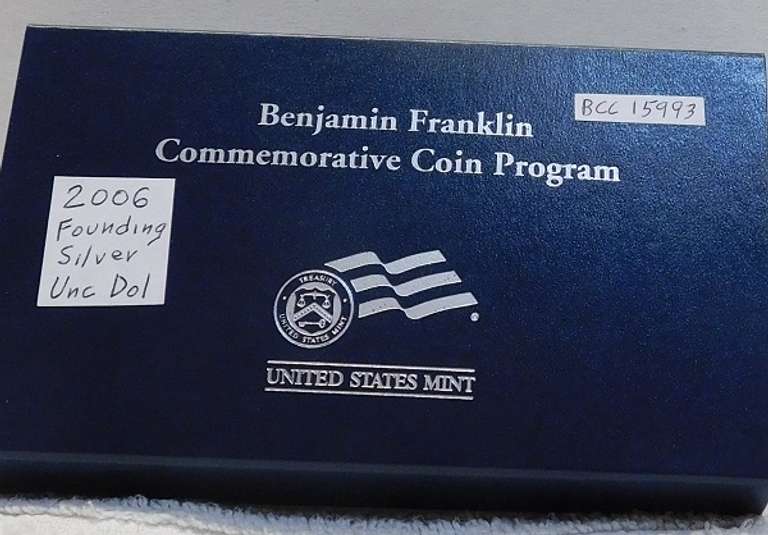 Benjamin Franklin
Commemorative Coin Program
BCC 15993
2006
Founding
Silver
Unc Dol
TREASURY
UNITED STATES MINT
®
UNITED STATES MINT